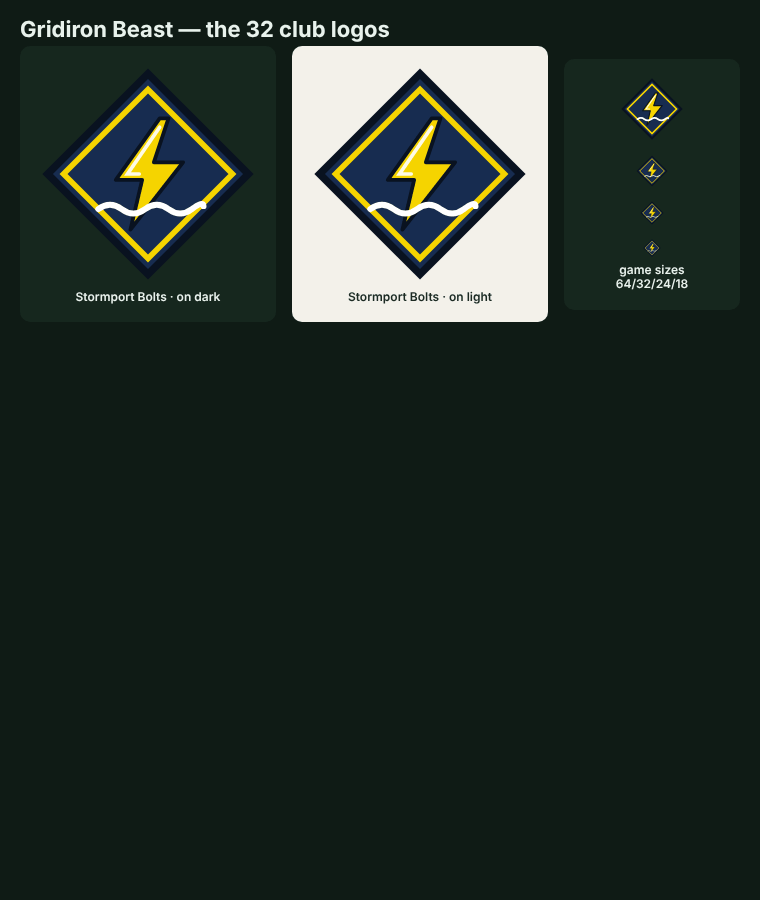 Gridiron Beast — the 32 club logos
Stormport Bolts · on dark
Stormport Bolts · on light
game sizes
64/32/24/18